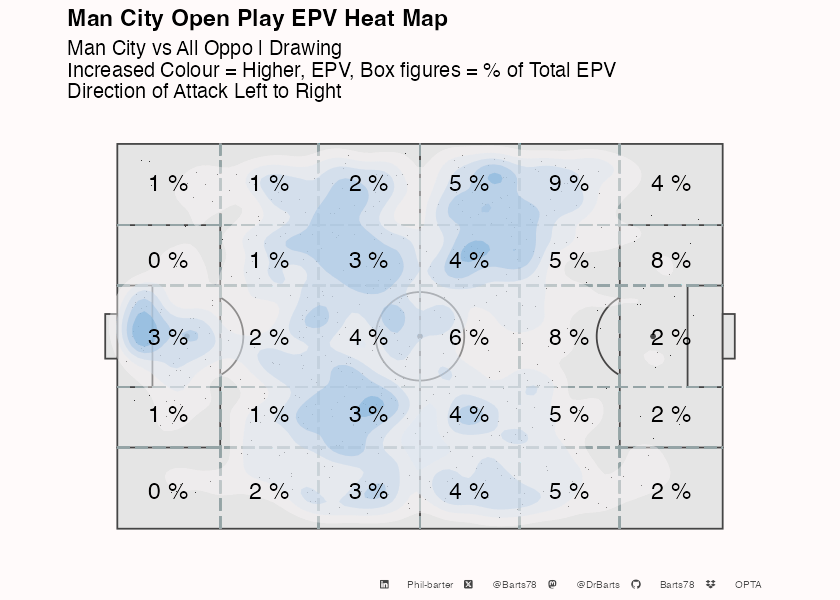 Man City Open Play EPV Heat Map
Man City vs All Oppo | Drawing
Increased Colour = Higher, EPV, Box figures = % of Total EPV
Direction of Attack Left to Right
1 % 1 % 2 % 5 % 9 % 4 %
0 % 1 % 3 % 4 % 5 % 8 %
3 % 2 % 4 % 6 % 8 % 2 %
1 % 1 % 3 % 4 % 5 % 2 %
0 % 2 % 3 % 4 % 5 % 2 %
Phil-barter @Barts78 @DrBarts Barts78 OPTA